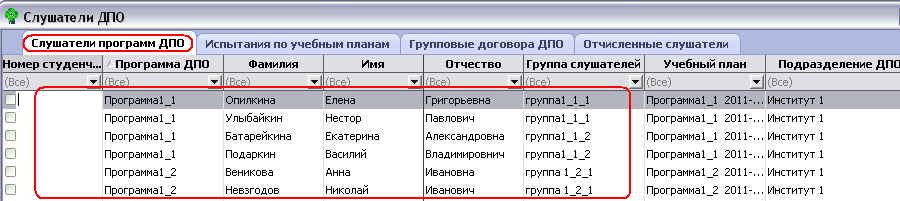 Слушатели ДПО
Слушатели программ ДПО Испытания по учебным планам Групповые договора ДПО Отчисленные слушатели
Номер студенч... Программа ДПО Фамилия Имя Отчество Группа слушателей Учебный план Подразделение ДПО
(Все) (Все) (Все) (Все) (Все) (Все) (Все) (Все)
Программа1_1 Опилкина Елена Григорьевна группа1_1_1 Программа1_1 2011-... Институт 1
Программа1_1 Улыбайкин Нестор Павлович группа1_1_1 Программа1_1 2011-... Институт 1
Программа1_1 Батарейкина Екатерина Александровна группа1_1_2 Программа1_1 2011-... Институт 1
Программа1_1 Подаркин Василий Владимировнич группа1_1_2 Программа1_1 2011-... Институт 1
Программа1_2 Веникова Анна Ивановна группа 1_2_1 Программа1_2 2011-... Институт 1
Программа1_2 Невзгодов Николай Иванович группа 1_2_1 Программа1_2 2011-... Институт 1